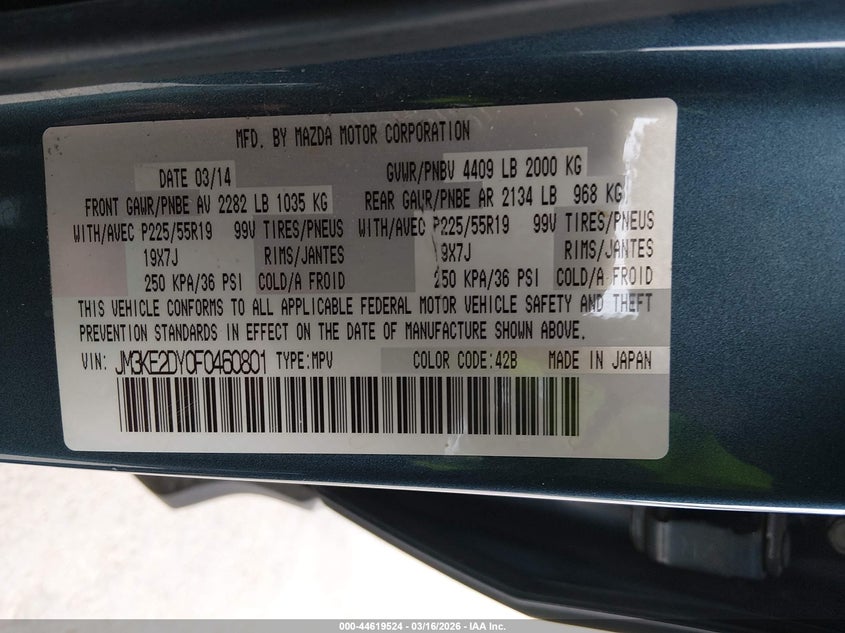 MFD. BY MAZDA MOTOR CORPORATION
DATE 03/14 GVWR/PNBV 4409 LB 2000 KG
FRONT GAWR/PNBE AV 2282 LB 1035 KG REAR GAWR/PNBE AR 2134 LB 968 KG
WITH/AVEC P225/55R19 99V TIRES/PNEUS WITH/AVEC P225/55R19 99V TIRES/PNEUS
19X7J RIMS/JANTES 19X7J RIMS/JANTES
250 KPA/36 PSI COLD/A FROID 250 KPA/36 PSI COLD/A FROID
THIS VEHICLE CONFORMS TO ALL APPLICABLE FEDERAL MOTOR VEHICLE SAFETY AND THEFT
PREVENTION STANDARDS IN EFFECT ON THE DATE OF MANUFACTURE SHOWN ABOVE.
VIN: JM3KE2DY0F0460801 TYPE:MPV COLOR CODE:42B MADE IN JAPAN
000-44619524 - 03/16/2026 - IAA Inc.